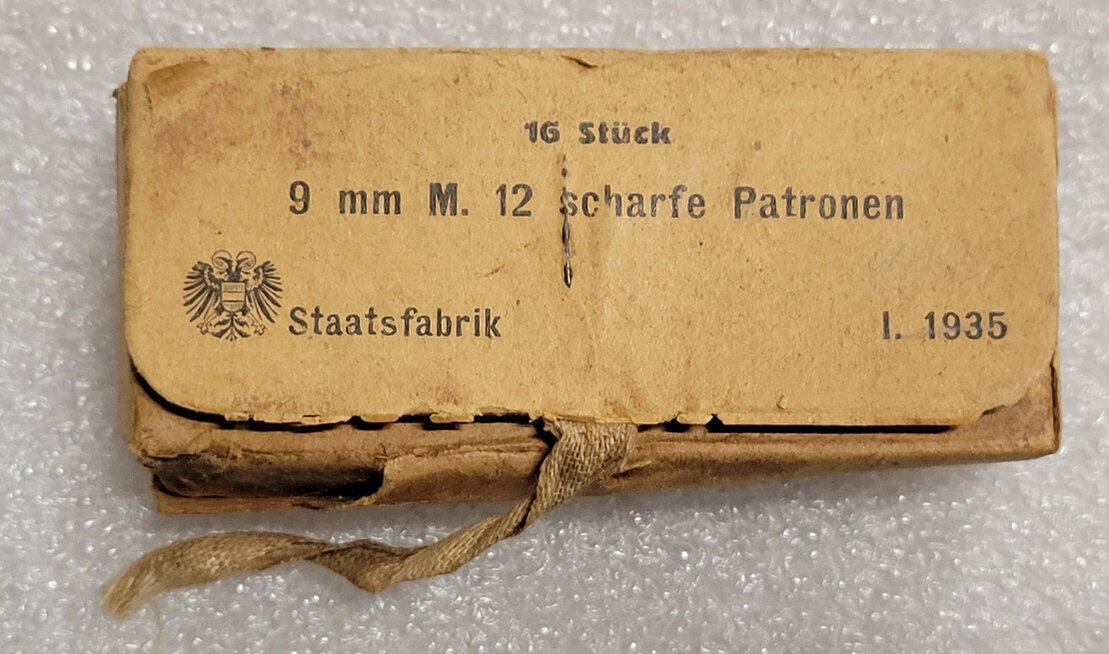 16 Stück
9 mm M. 12 scharfe Patronen
Staatsfabrik
I. 1935